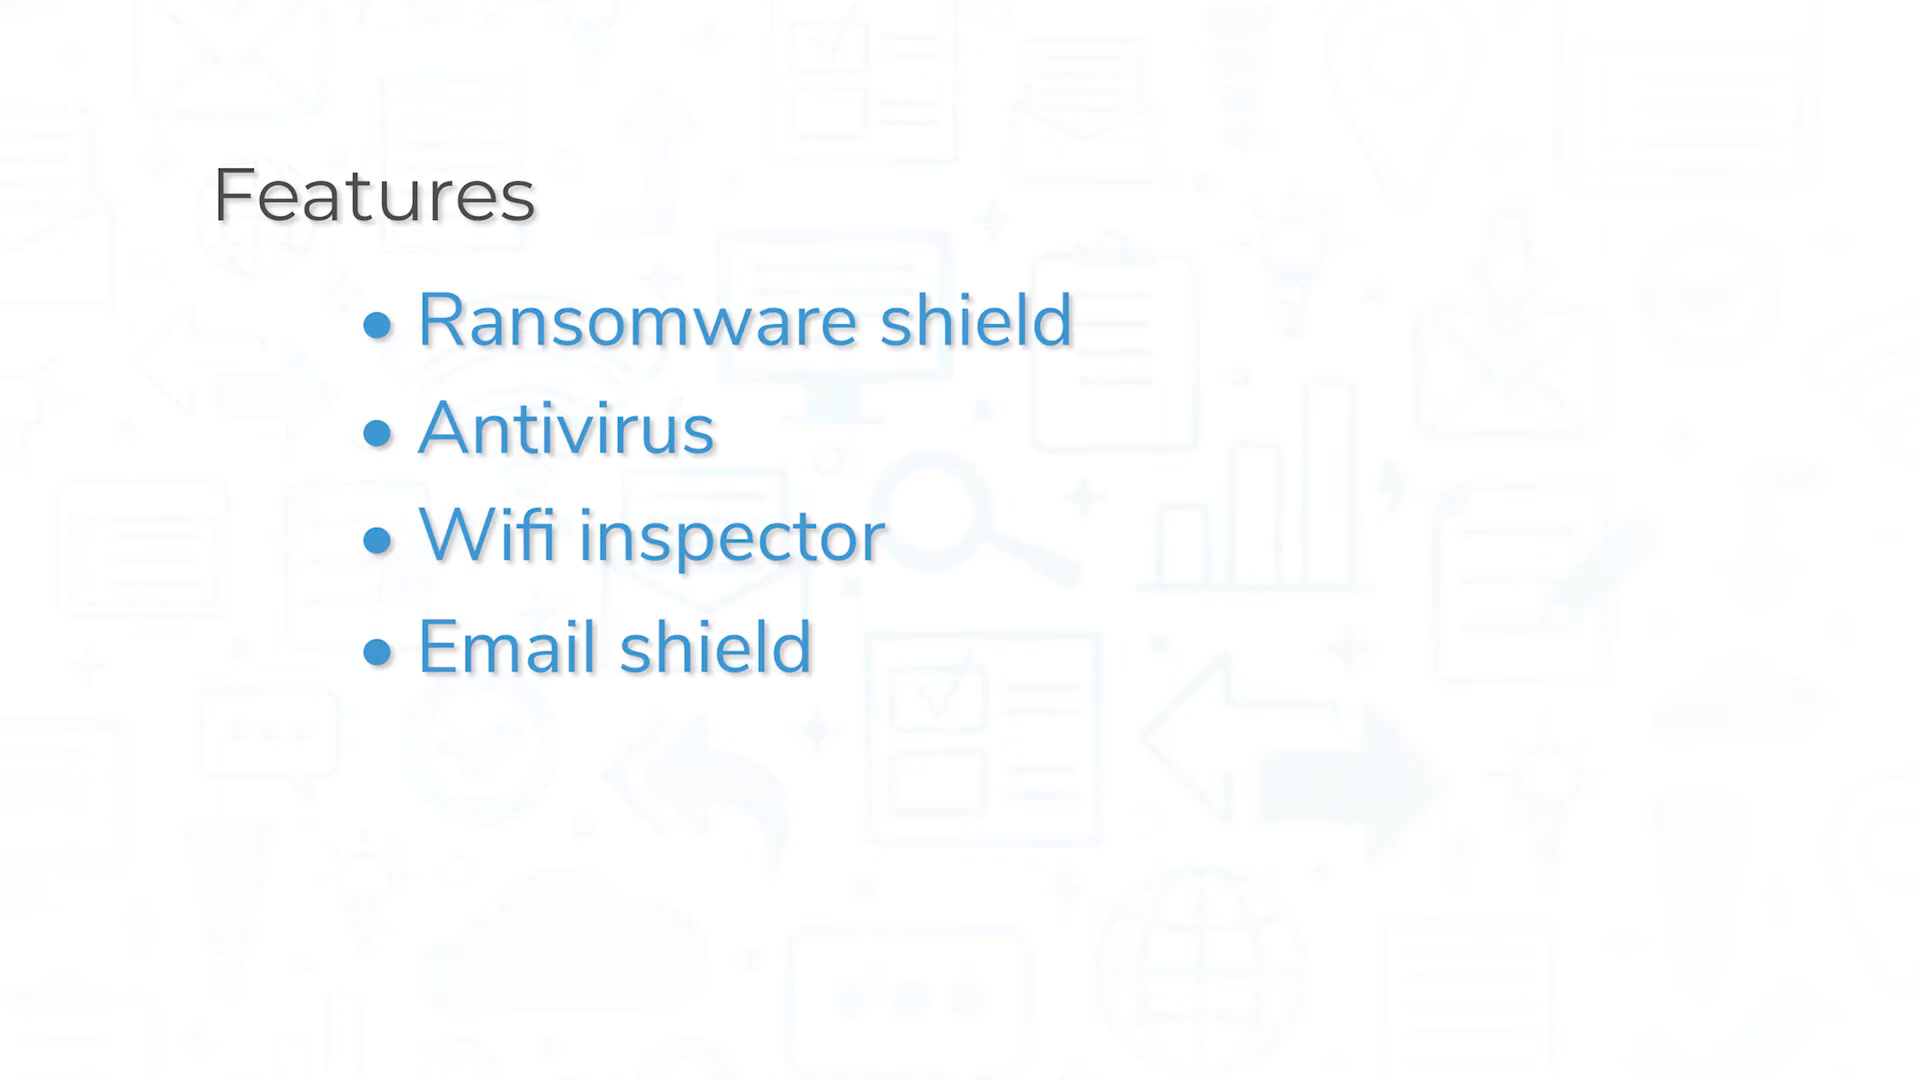 Features
• Ransomware shield
• Antivirus
• Wifi inspector
• Email shield